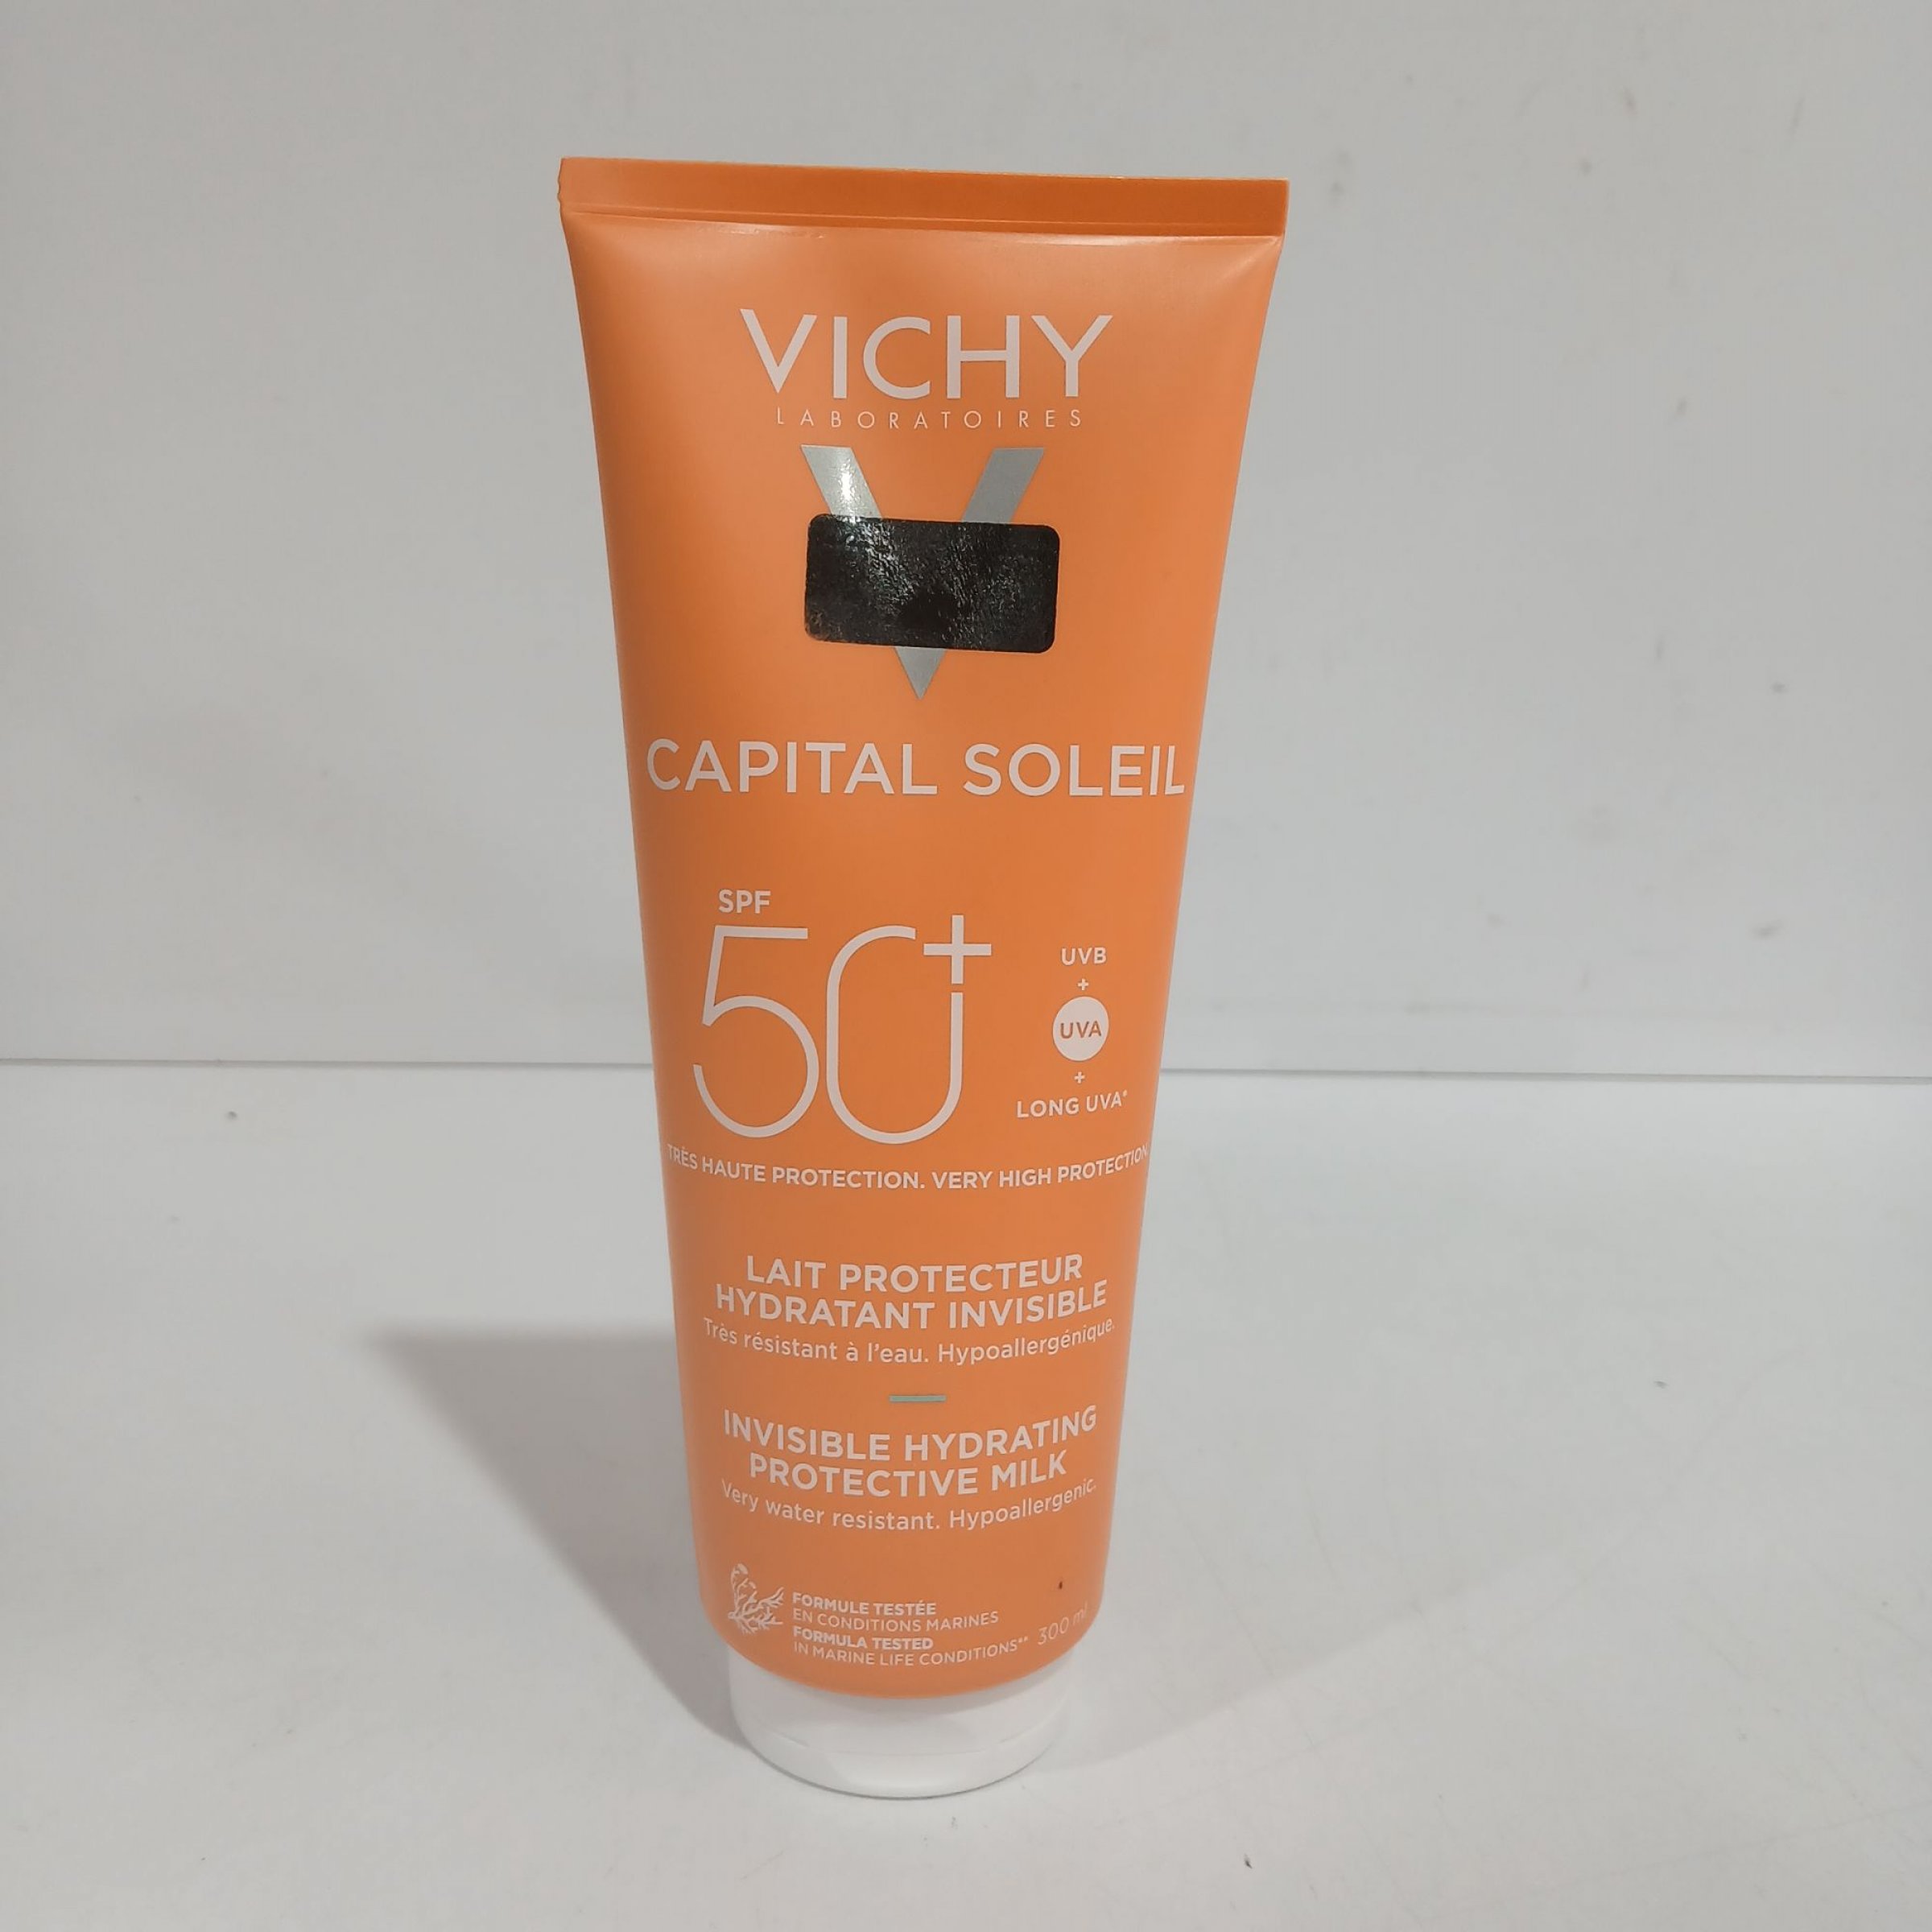 VICHY
LABORATOIRES
CAPITAL SOLEIL
SPF
50+
UVB
+
UVA
+
LONG UVA*
TRÈS HAUTE PROTECTION. VERY HIGH PROTECTION.
LAIT PROTECTEUR
HYDRATANT INVISIBLE
Très résistant à l'eau. Hypoallergénique.
INVISIBLE HYDRATING
PROTECTIVE MILK
Very water resistant. Hypoallergenic.
FORMULE TESTÉE
EN CONDITIONS MARINES
FORMULA TESTED
IN MARINE LIFE CONDITIONS**
300 ml